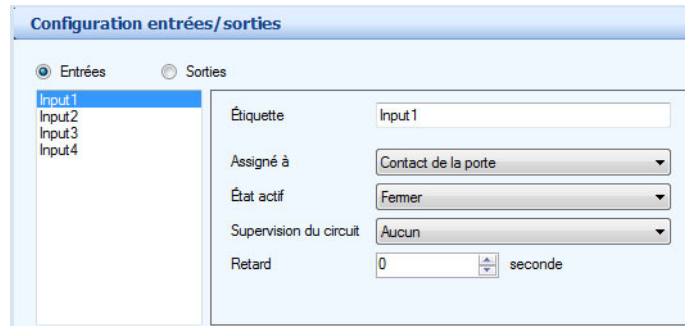 Configuration entrées/sorties
Entrées Sorties
Input1
Input2
Input3
Input4
Étiquette Input1
Assigné à Contact de la porte
État actif Fermer
Supervision du circuit Aucun
Retard 0 seconde